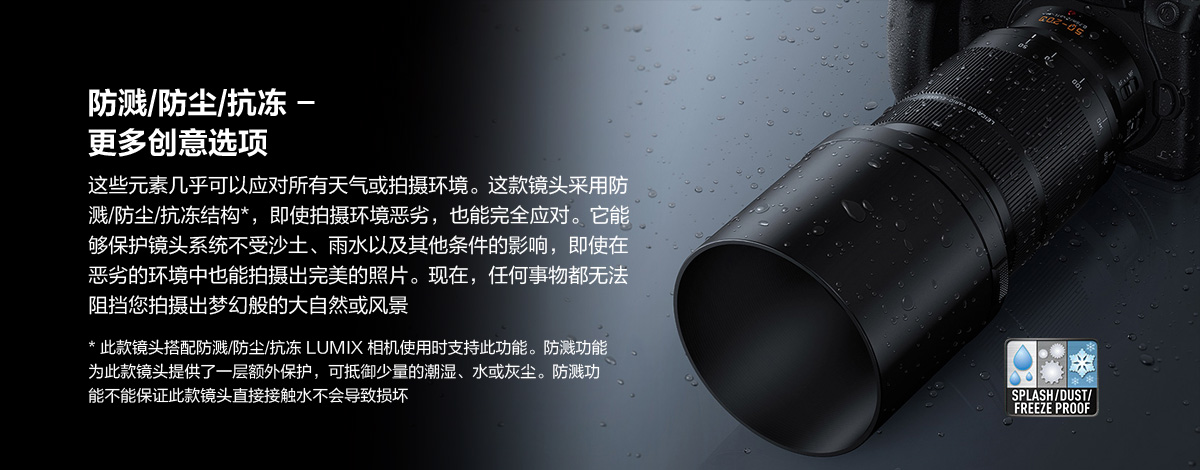 防溅/防尘/抗冻 –
更多创意选项
这些元素几乎可以应对所有天气或拍摄环境。这款镜头采用防
溅/防尘/抗冻结构*，即使拍摄环境恶劣，也能完全应对。它能
够保护镜头系统不受沙土、雨水以及其他条件的影响，即使在
恶劣的环境中也能拍摄出完美的照片。现在，任何事物都无法
阻挡您拍摄出梦幻般的大自然或风景
* 此款镜头搭配防溅/防尘/抗冻 LUMIX 相机使用时支持此功能。防溅功能
为此款镜头提供了一层额外保护，可抵御少量的潮湿、水或灰尘。防溅功
能不能保证此款镜头直接接触水不会导致损坏
50-200
50
100
LEICA DG VARIO
SPLASH/DUST/
FREEZE PROOF